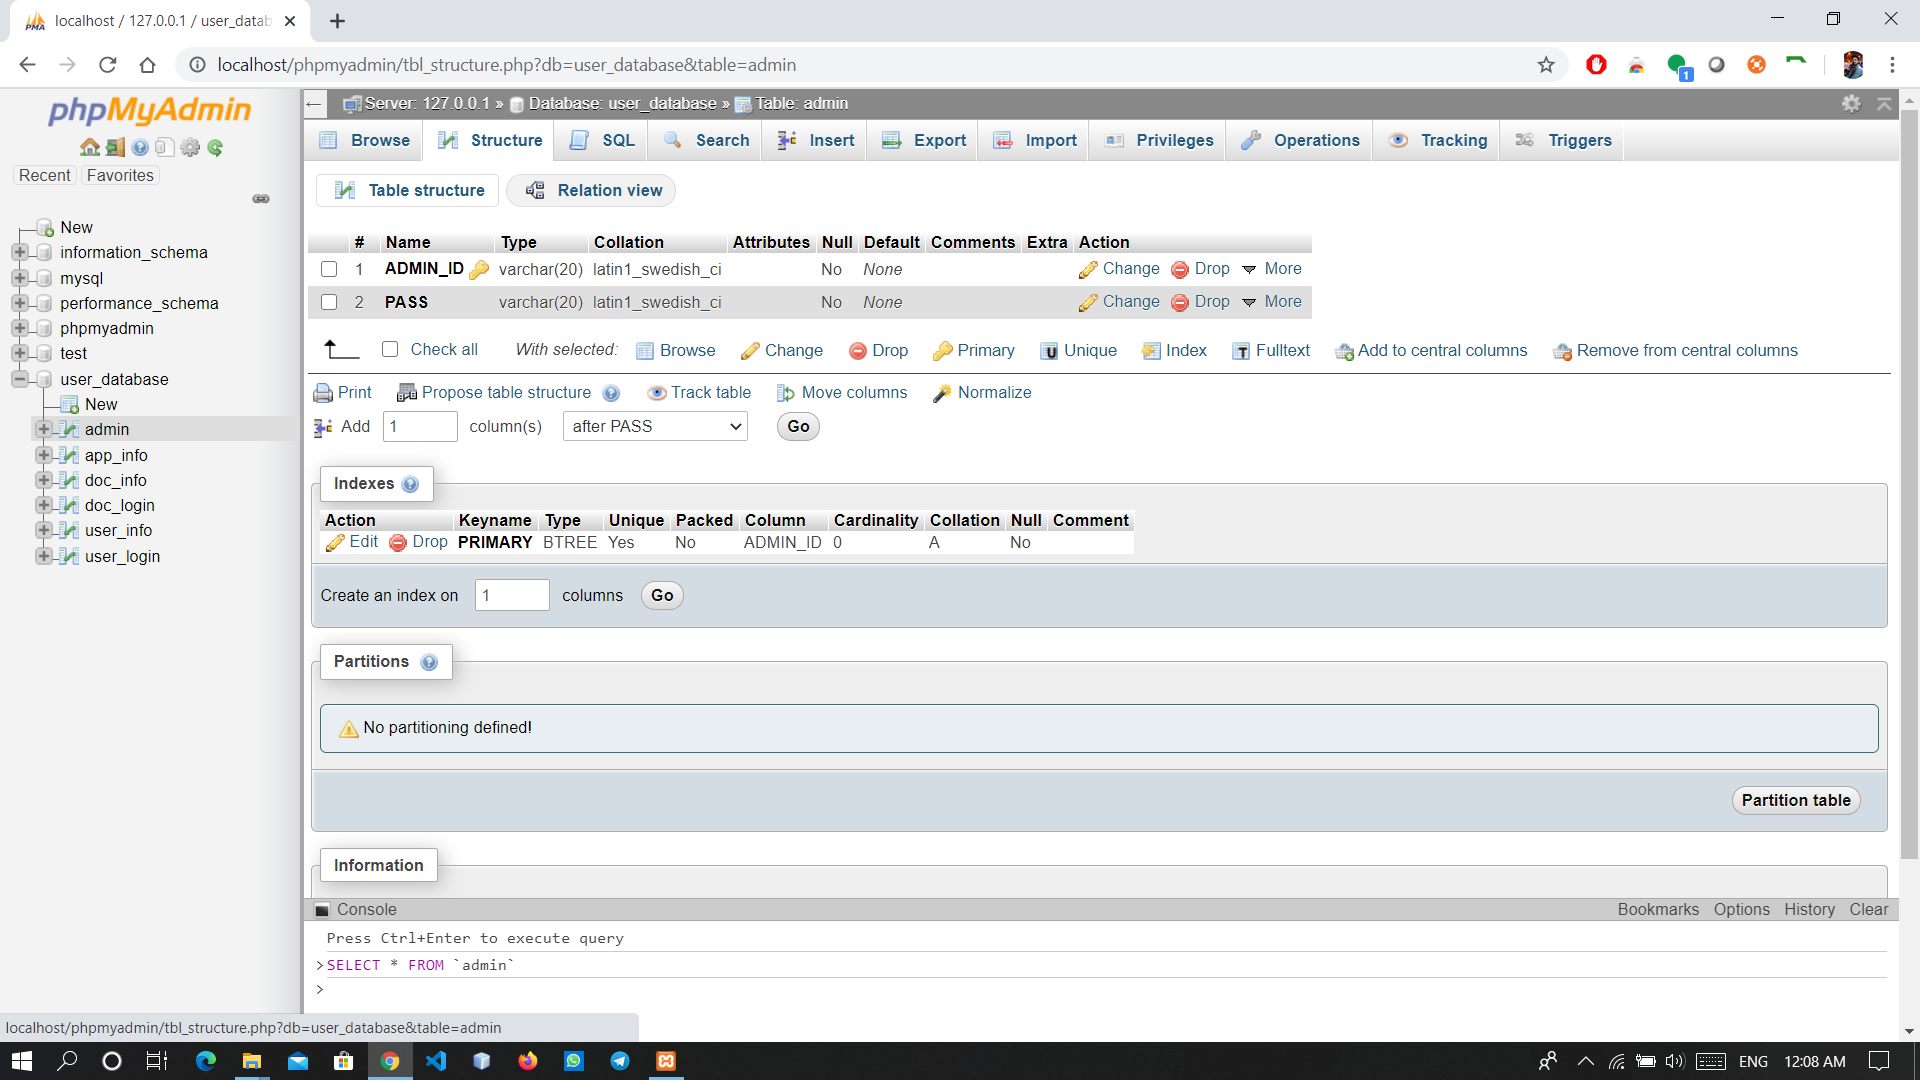 localhost / 127.0.0.1 / user_datab
localhost/phpmyadmin/tbl_structure.php?db=user_database&table=admin
1
phpMyAdmin
Recent Favorites
New
information_schema
mysql
performance_schema
phpmyadmin
test
user_database
New
admin
app_info
doc_info
doc_login
user_info
user_login
Server: 127.0.0.1 » Database: user_database » Table: admin
Browse Structure SQL Search Insert Export Import Privileges Operations Tracking Triggers
Table structure Relation view
# Name Type Collation Attributes Null Default Comments Extra Action
1 ADMIN_ID varchar(20) latin1_swedish_ci No None Change Drop More
2 PASS varchar(20) latin1_swedish_ci No None Change Drop More
Check all With selected: Browse Change Drop Primary Unique Index Fulltext Add to central columns Remove from central columns
Print Propose table structure Track table Move columns Normalize
Add 1 column(s) after PASS Go
Indexes
Action Keyname Type Unique Packed Column Cardinality Collation Null Comment
Edit Drop PRIMARY BTREE Yes No ADMIN_ID 0 A No
Create an index on 1 columns Go
Partitions
No partitioning defined!
Partition table
Information
Console Bookmarks Options History Clear
Press Ctrl+Enter to execute query
>SELECT * FROM `admin`
>
localhost/phpmyadmin/tbl_structure.php?db=user_database&table=admin
ENG 12:08 AM